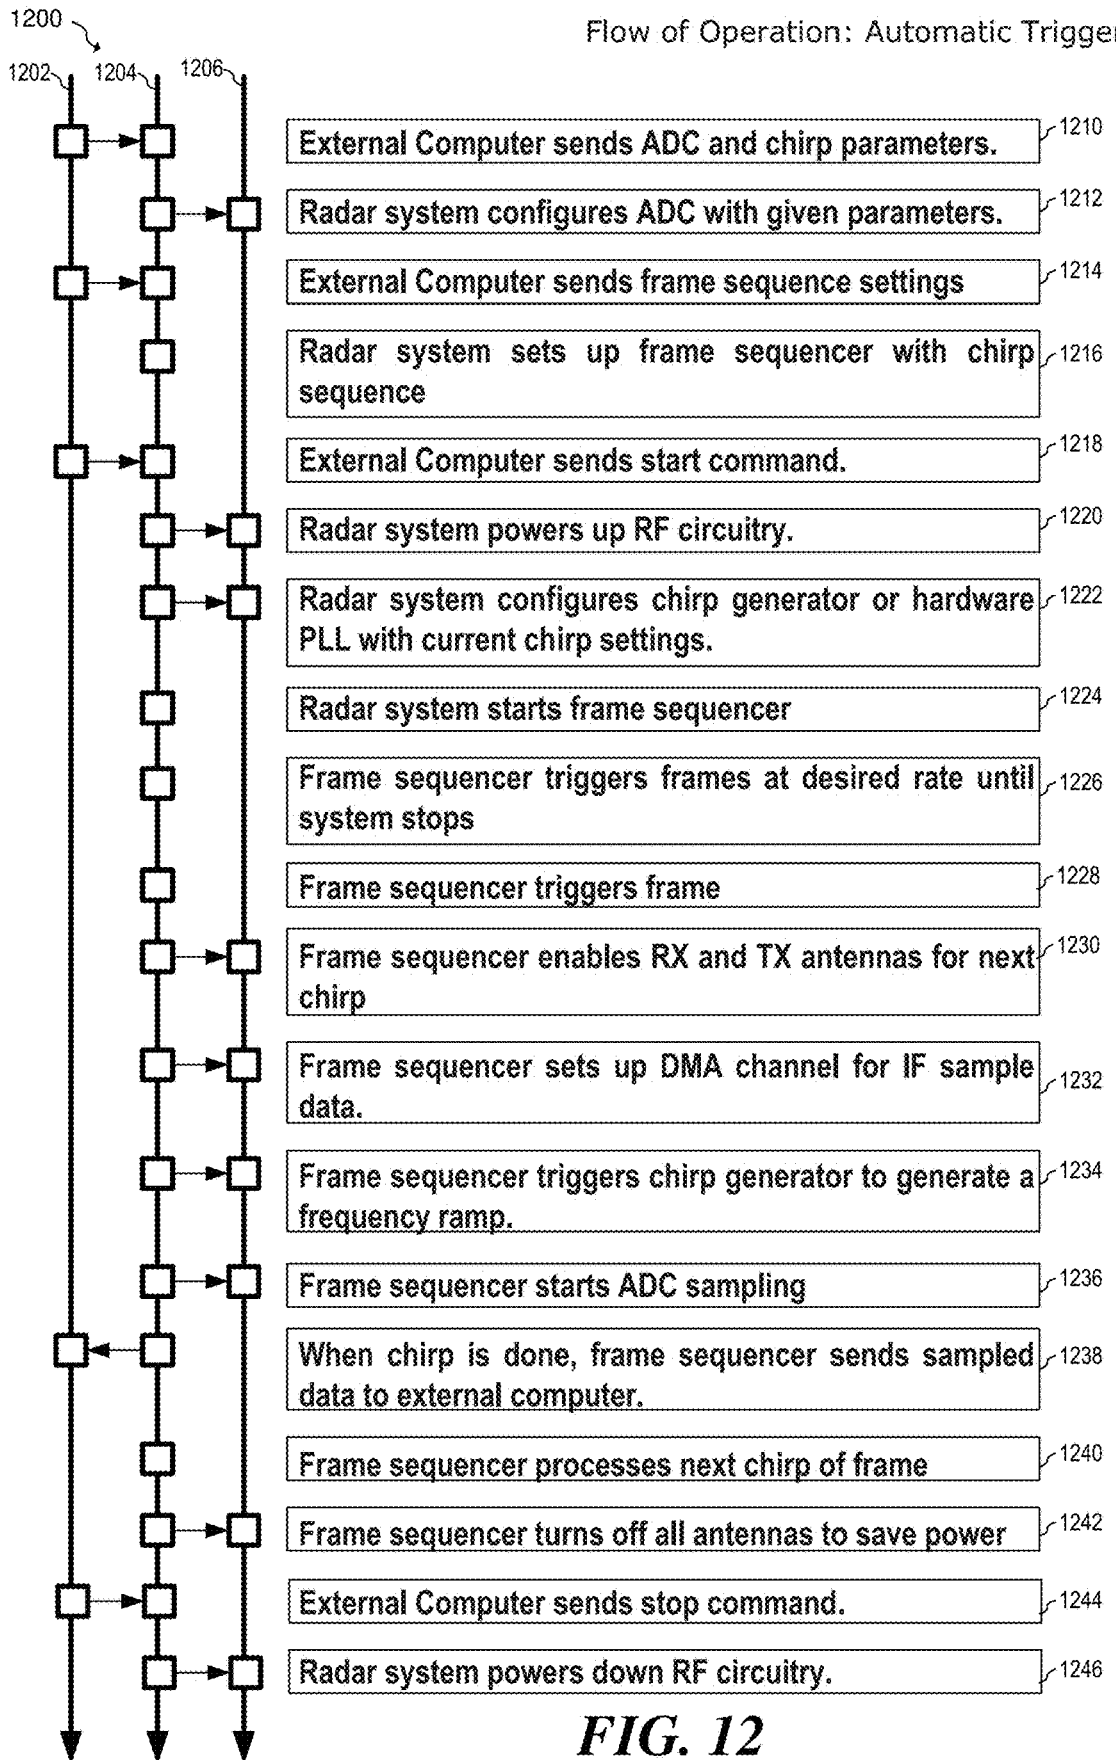 1200
Flow of Operation: Automatic Trigger
1202
1204
1206
External Computer sends ADC and chirp parameters.
1210
Radar system configures ADC with given parameters.
1212
External Computer sends frame sequence settings
1214
Radar system sets up frame sequencer with chirp
sequence
1216
External Computer sends start command.
1218
Radar system powers up RF circuitry.
1220
Radar system configures chirp generator or hardware
PLL with current chirp settings.
1222
Radar system starts frame sequencer
1224
Frame sequencer triggers frames at desired rate until
system stops
1226
Frame sequencer triggers frame
1228
Frame sequencer enables RX and TX antennas for next
chirp
1230
Frame sequencer sets up DMA channel for IF sample
data.
1232
Frame sequencer triggers chirp generator to generate a
frequency ramp.
1234
Frame sequencer starts ADC sampling
1236
When chirp is done, frame sequencer sends sampled
data to external computer.
1238
Frame sequencer processes next chirp of frame
1240
Frame sequencer turns off all antennas to save power
1242
External Computer sends stop command.
1244
Radar system powers down RF circuitry.
1246
FIG. 12